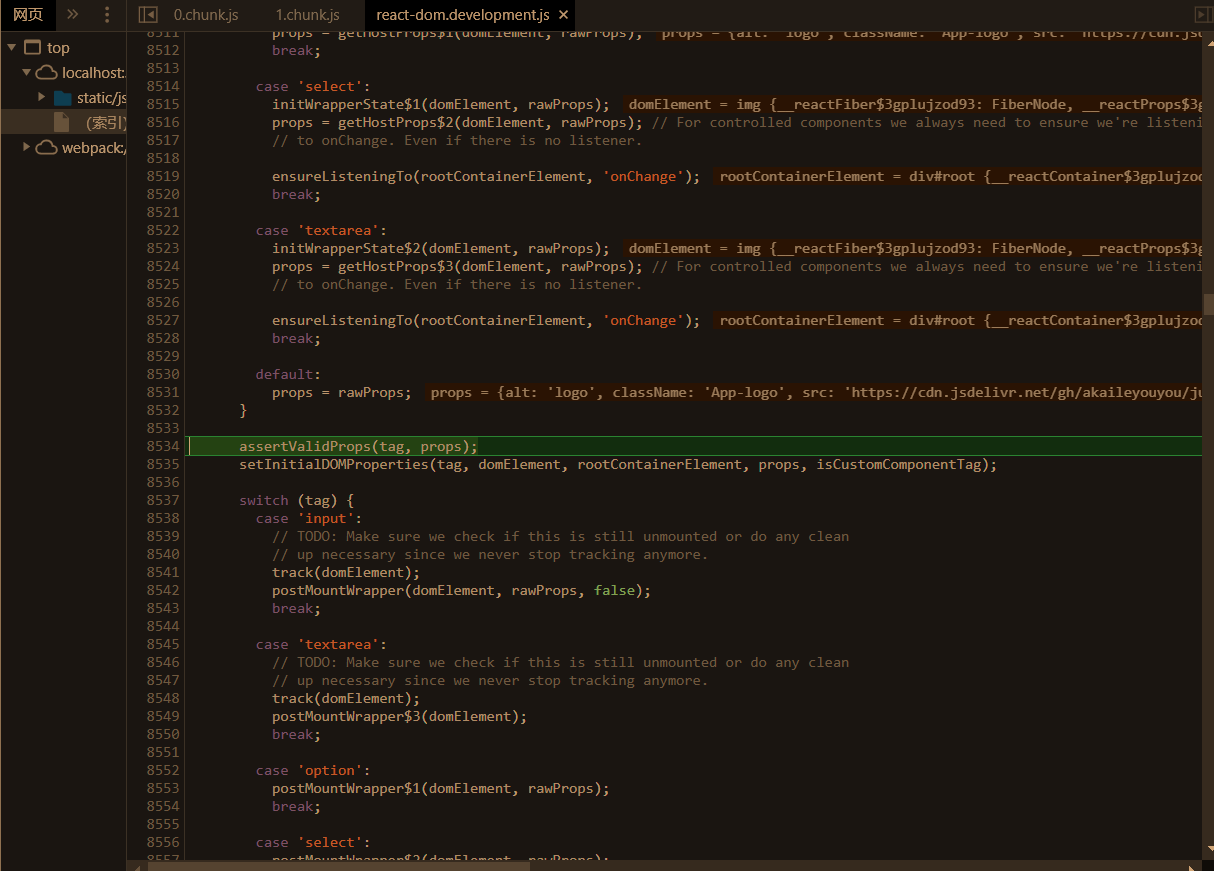 网页 » ⋮ 0.chunk.js 1.chunk.js react-dom.development.js ×
top
localhost:
static/js
(索引)
webpack:/
8511 props = getHostProps$1(domElement, rawProps); props = {alt: 'logo', className: 'App-logo', src: 'https://cdn.jsd
8512 break;
8513
8514 case 'select':
8515 initWrapperState$1(domElement, rawProps); domElement = img {__reactFiber$3gplujzod93: FiberNode, __reactProps$3g
8516 props = getHostProps$2(domElement, rawProps); // For controlled components we always need to ensure we're listeni
8517 // to onChange. Even if there is no listener.
8518
8519 ensureListeningTo(rootContainerElement, 'onChange'); rootContainerElement = div#root {__reactContainer$3gplujzod
8520 break;
8521
8522 case 'textarea':
8523 initWrapperState$2(domElement, rawProps); domElement = img {__reactFiber$3gplujzod93: FiberNode, __reactProps$3g
8524 props = getHostProps$3(domElement, rawProps); // For controlled components we always need to ensure we're listeni
8525 // to onChange. Even if there is no listener.
8526
8527 ensureListeningTo(rootContainerElement, 'onChange'); rootContainerElement = div#root {__reactContainer$3gplujzod
8528 break;
8529
8530 default:
8531 props = rawProps; props = {alt: 'logo', className: 'App-logo', src: 'https://cdn.jsdelivr.net/gh/akaileyouyou/ju
8532 }
8533
8534 assertValidProps(tag, props);
8535 setInitialDOMProperties(tag, domElement, rootContainerElement, props, isCustomComponentTag);
8536
8537 switch (tag) {
8538 case 'input':
8539 // TODO: Make sure we check if this is still unmounted or do any clean
8540 // up necessary since we never stop tracking anymore.
8541 track(domElement);
8542 postMountWrapper(domElement, rawProps, false);
8543 break;
8544
8545 case 'textarea':
8546 // TODO: Make sure we check if this is still unmounted or do any clean
8547 // up necessary since we never stop tracking anymore.
8548 track(domElement);
8549 postMountWrapper$3(domElement);
8550 break;
8551
8552 case 'option':
8553 postMountWrapper$1(domElement, rawProps);
8554 break;
8555
8556 case 'select':
8557 postMountWrapper$2(domElement, rawProps);